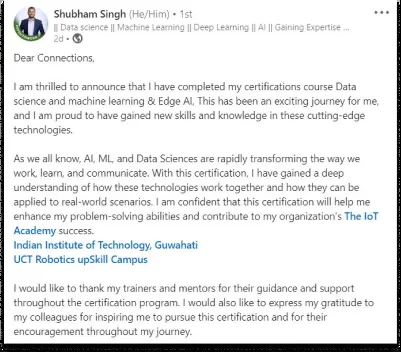 Shubham Singh (He/Him) • 1st
|| Data science || Machine Learning || Deep Learning || AI || Gaining Expertise ...
2d •
Dear Connections,
I am thrilled to announce that I have completed my certifications course Data
science and machine learning & Edge AI, This has been an exciting journey for me,
and I am proud to have gained new skills and knowledge in these cutting-edge
technologies.
As we all know, AI, ML, and Data Sciences are rapidly transforming the way we
work, learn, and communicate. With this certification, I have gained a deep
understanding of how these technologies work together and how they can be
applied to real-world scenarios. I am confident that this certification will help me
enhance my problem-solving abilities and contribute to my organization's The IoT
Academy success.
Indian Institute of Technology, Guwahati
UCT Robotics upSkill Campus
I would like to thank my trainers and mentors for their guidance and support
throughout the certification program. I would also like to express my gratitude to
my colleagues for inspiring me to pursue this certification and for their
encouragement throughout my journey.